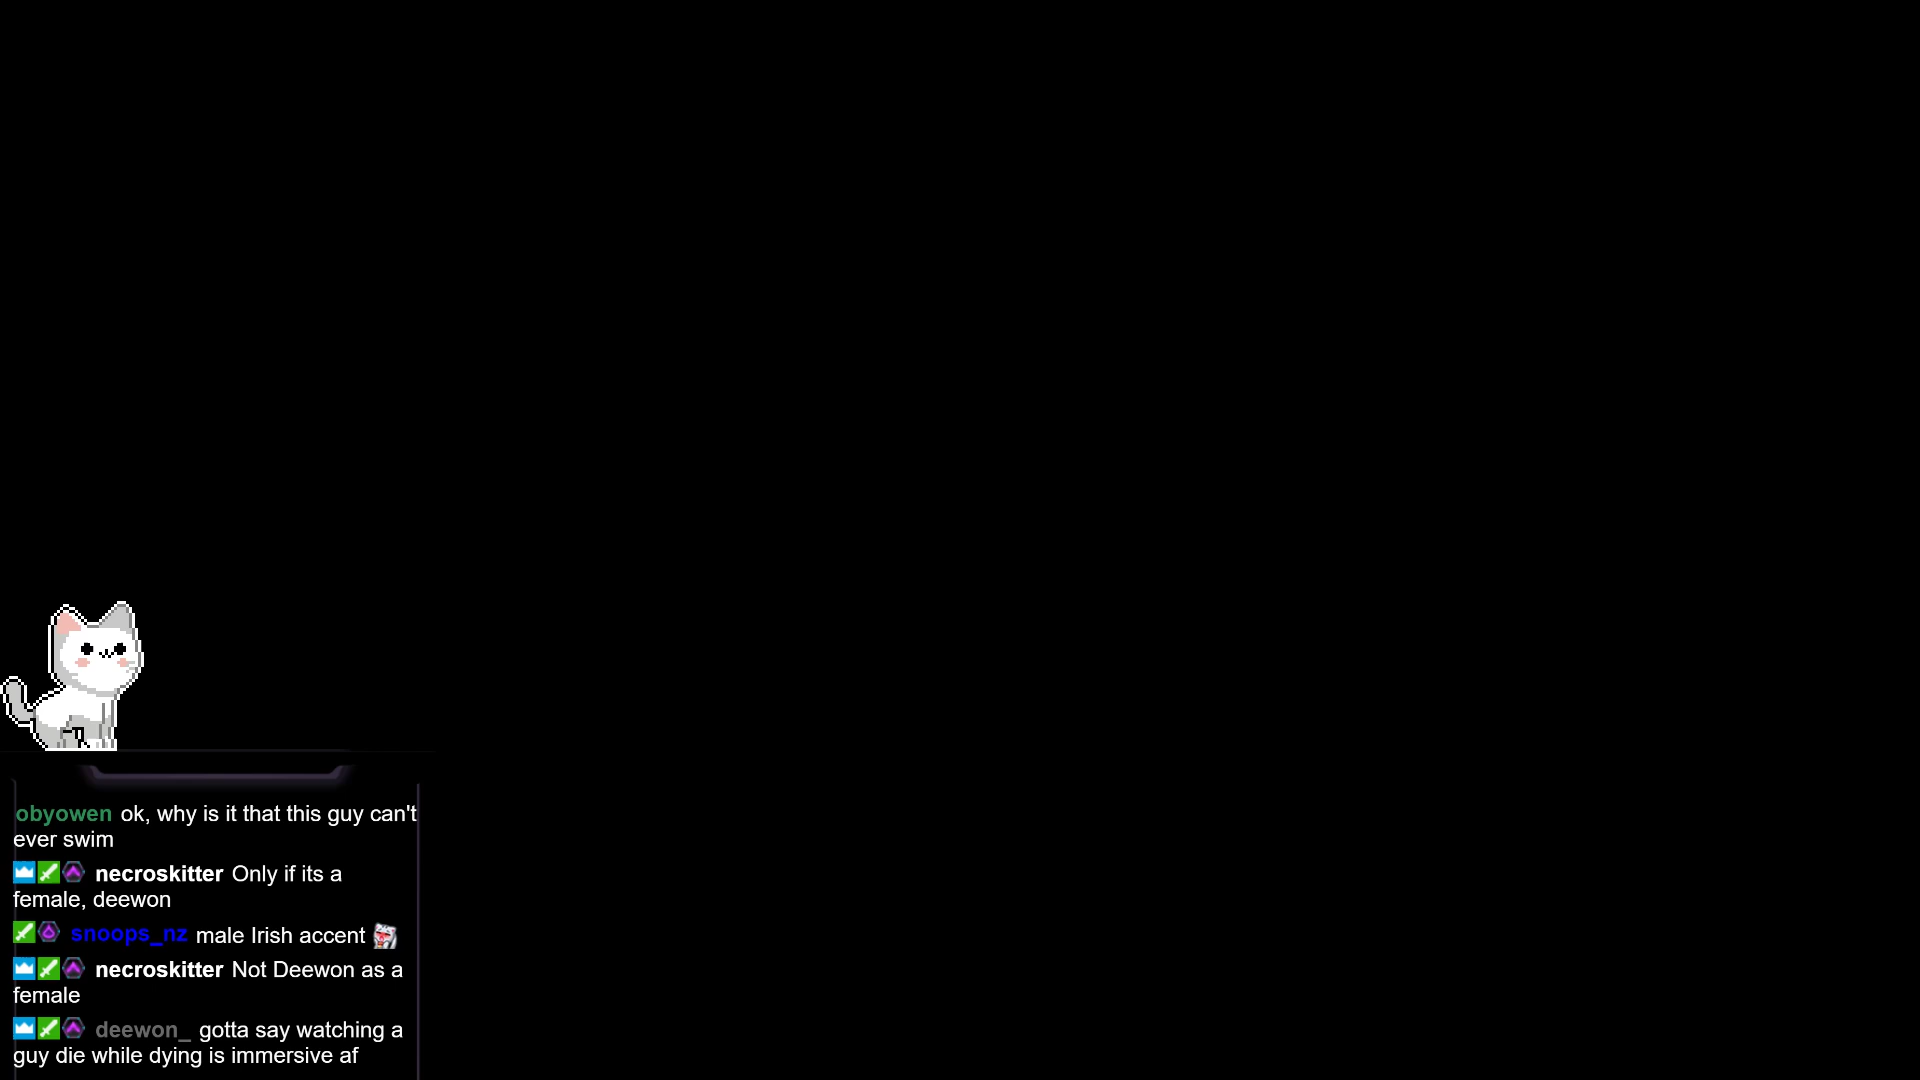 obyowen ok, why is it that this guy can't
ever swim
necroskitter Only if its a
female, deewon
snoops_nz male Irish accent
necroskitter Not Deewon as a
female
deewon_ gotta say watching a
guy die while dying is immersive af